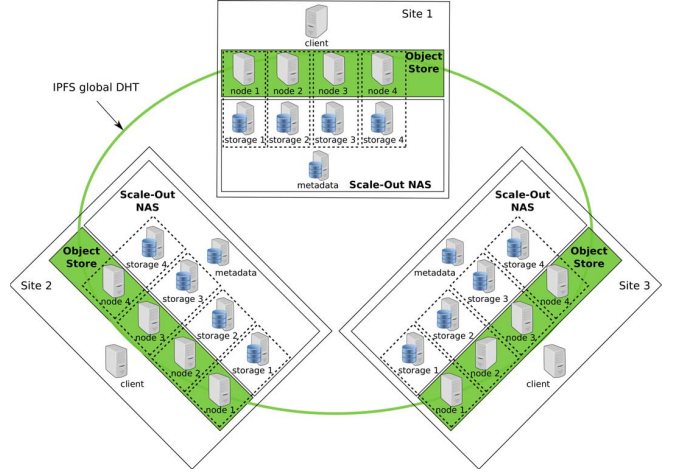 Site 1
client
Object
Store
node 1
node 2
node 3
node 4
storage 1
storage 2
storage 3
storage 4
metadata
Scale-Out NAS
IPFS global DHT
Scale-Out
NAS
Object
Store
storage 4
metadata
node 4
storage 3
Site 2
node 3
storage 2
node 2
storage 1
client
node 1
Scale-Out
NAS
Object
Store
storage 4
metadata
node 4
storage 3
Site 3
node 3
storage 2
node 2
storage 1
client
node 1